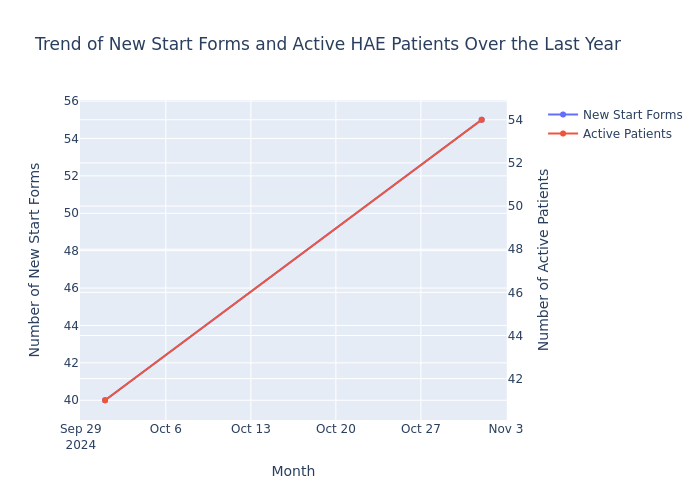 Trend of New Start Forms and Active HAE Patients Over the Last Year
New Start Forms
Active Patients
Number of New Start Forms
56
54
52
50
48
46
44
42
40
54
52
50
48
46
44
42
Number of Active Patients
Sep 29 Oct 6 Oct 13 Oct 20 Oct 27 Nov 3
2024
Month